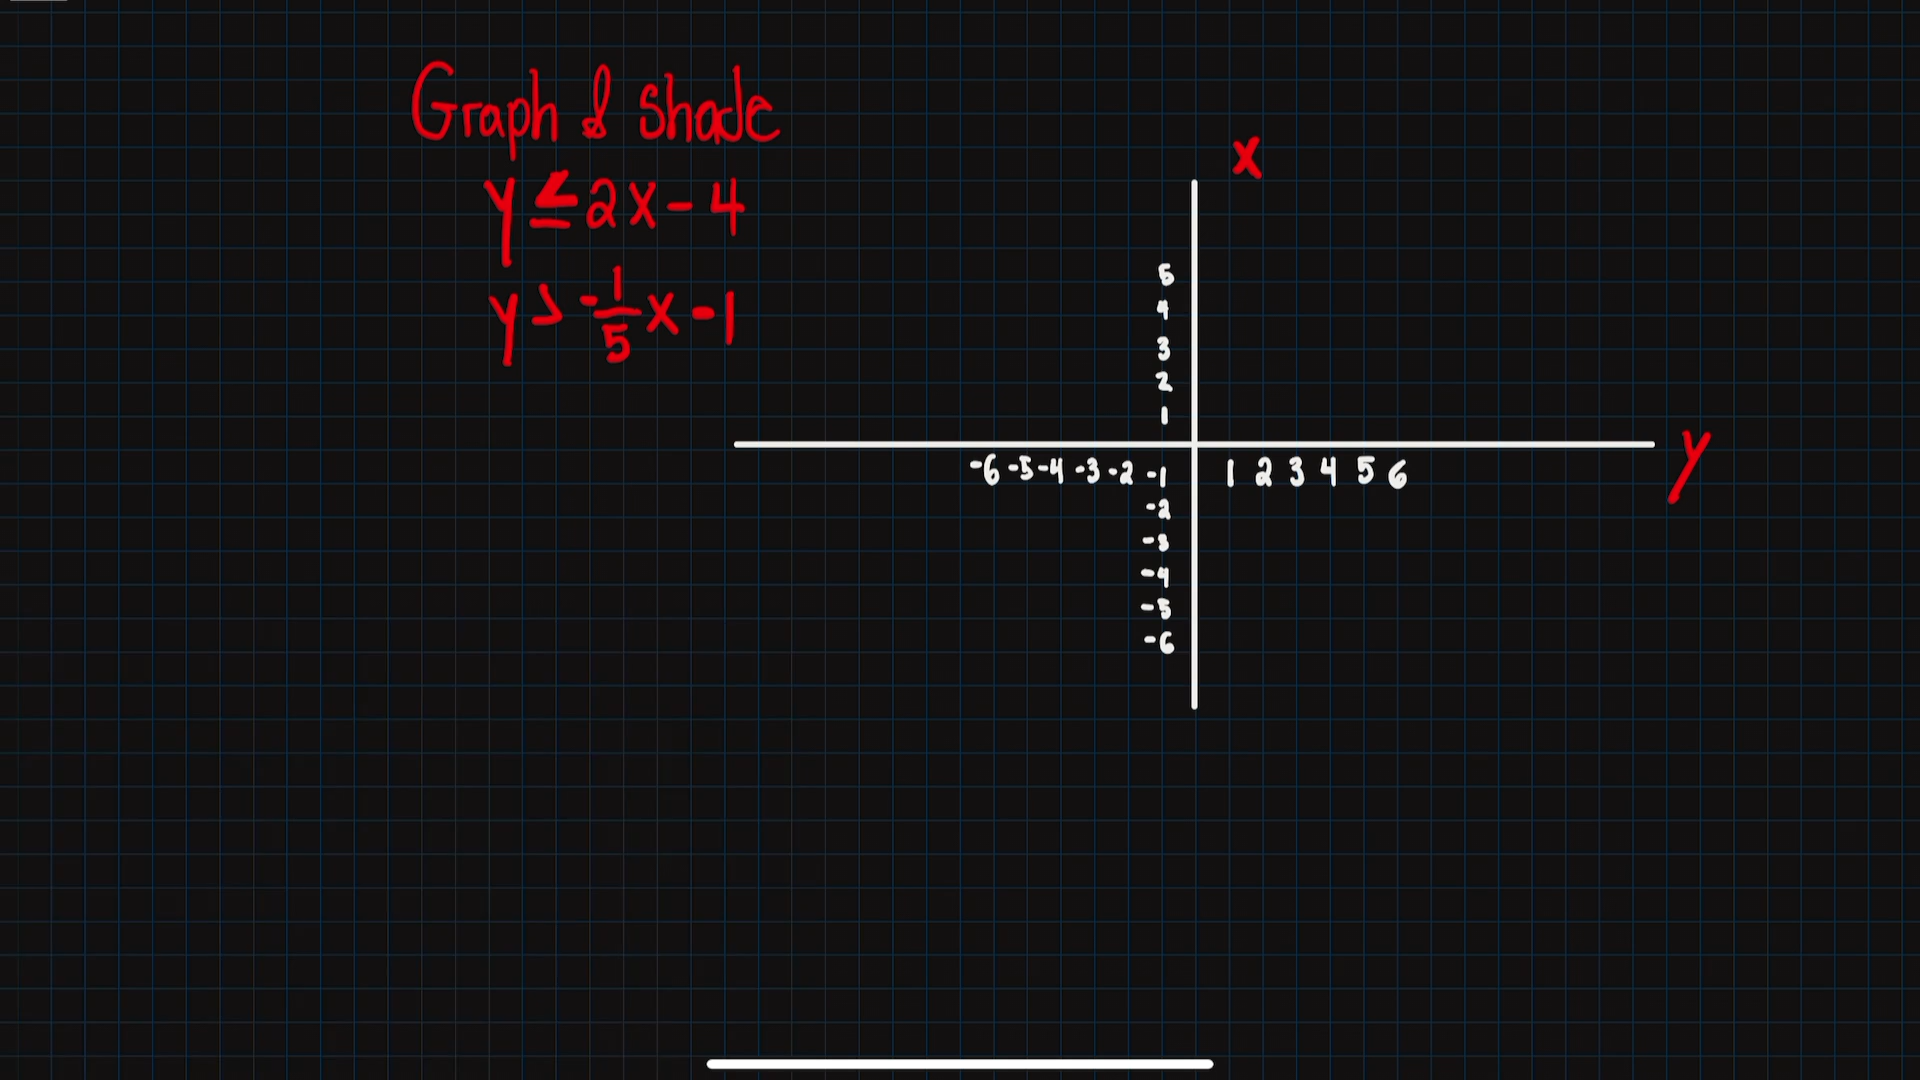 Graph & Shade
y ≤ 2x - 4
y > -1/5 x - 1
x
5
4
3
2
1
y
-6 -5 -4 -3 -2 -1 1 2 3 4 5 6
-2
-3
-4
-5
-6